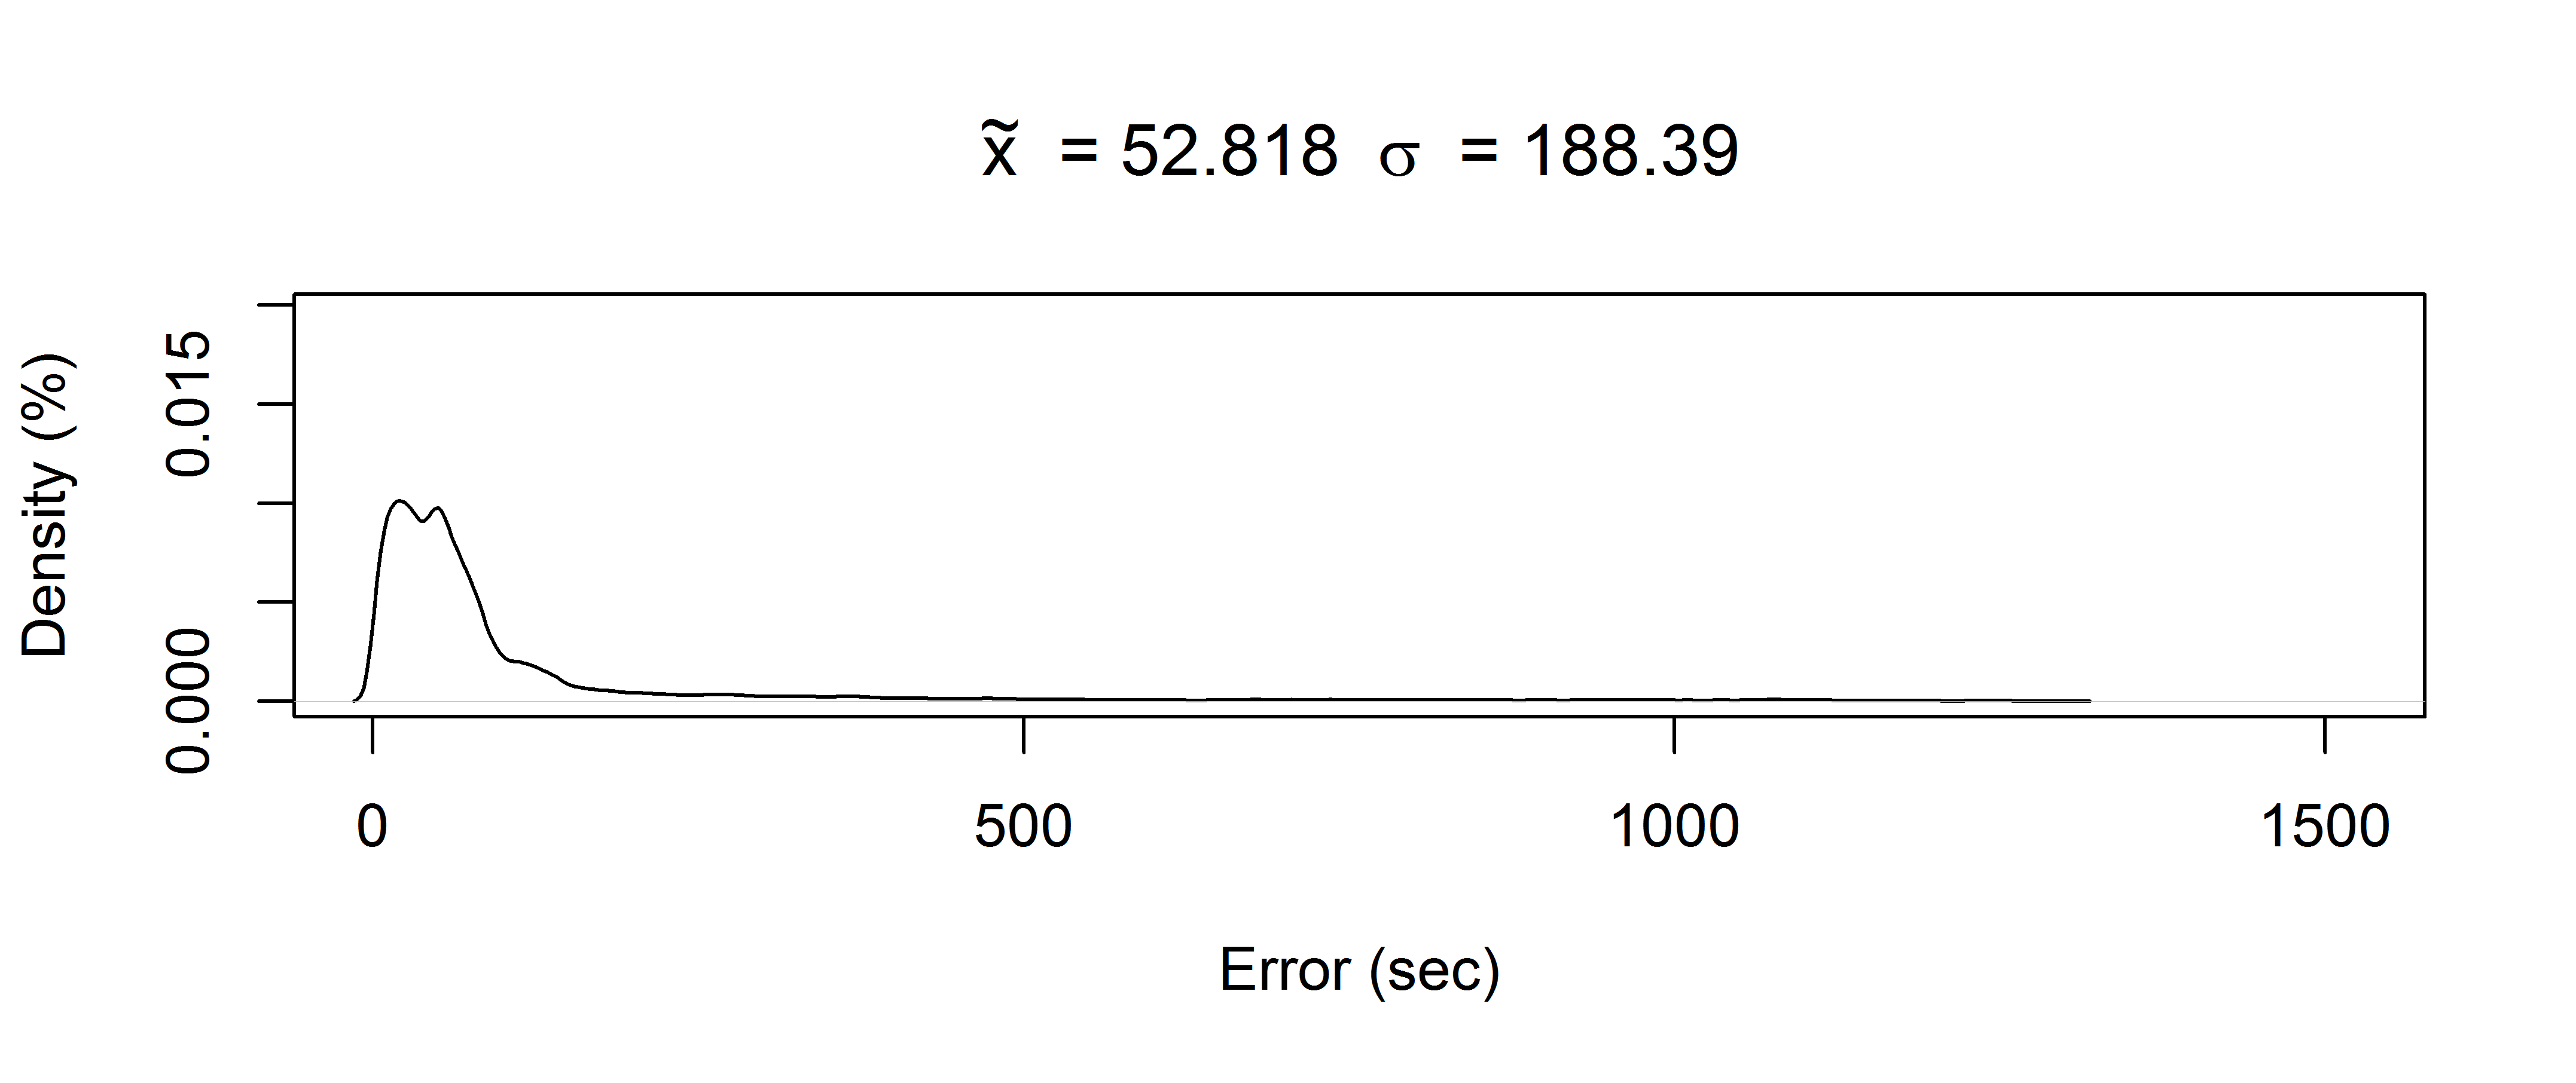 x̃ = 52.818 σ = 188.39
Density (%)
0.015
0.000
0 500 1000 1500
Error (sec)